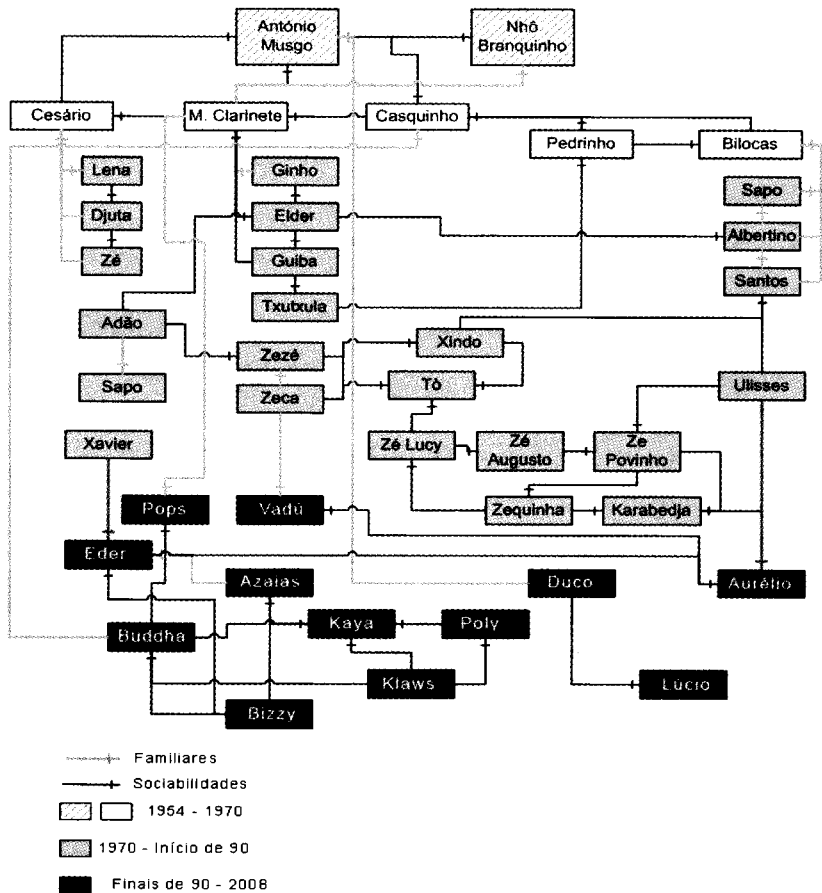 António
Musgo
Nhô
Branquinho
Cesário
M. Clarinete
Casquinho
Pedrinho
Bilocas
Lena
Ginho
Sapo
Djuta
Elder
Albertino
Zé
Guiba
Santos
Txutxula
Adão
Xindo
Zezé
Sapo
Zeca
Tô
Ulisses
Xavier
Zé Lucy
Zé
Augusto
Ze
Povinho
Pops
Vadú
Zequinha
Karabedja
Eder
Azaias
Duco
Aurélio
Buddha
Kaya
Poly
Klaws
Lúcio
Bizzy
Familiares
Sociabilidades
1954 - 1970
1970 - Início de 90
Finais de 90 - 2008